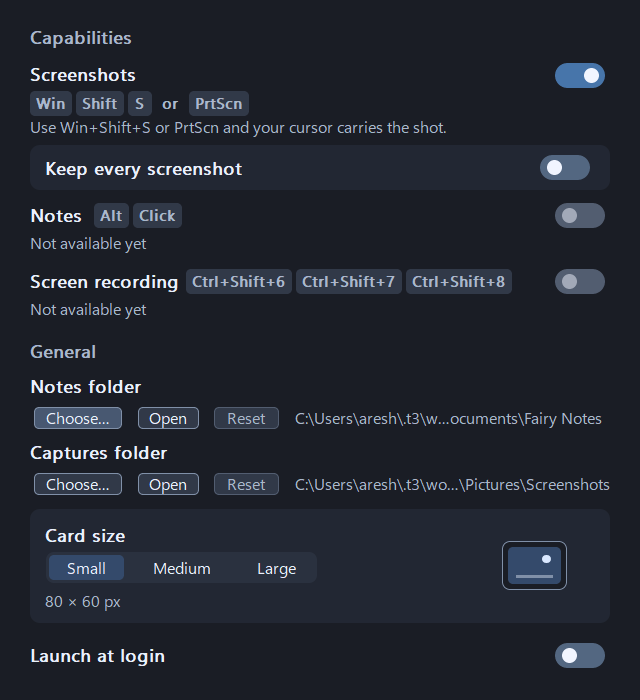 Capabilities
Screenshots
Win Shift S or PrtScn
Use Win+Shift+S or PrtScn and your cursor carries the shot.
Keep every screenshot
Notes Alt Click
Not available yet
Screen recording Ctrl+Shift+6 Ctrl+Shift+7 Ctrl+Shift+8
Not available yet
General
Notes folder
Choose... Open Reset C:\Users\aresh\.t3\w...ocuments\Fairy Notes
Captures folder
Choose... Open Reset C:\Users\aresh\.t3\wo...\Pictures\Screenshots
Card size
Small Medium Large
80 × 60 px
Launch at login